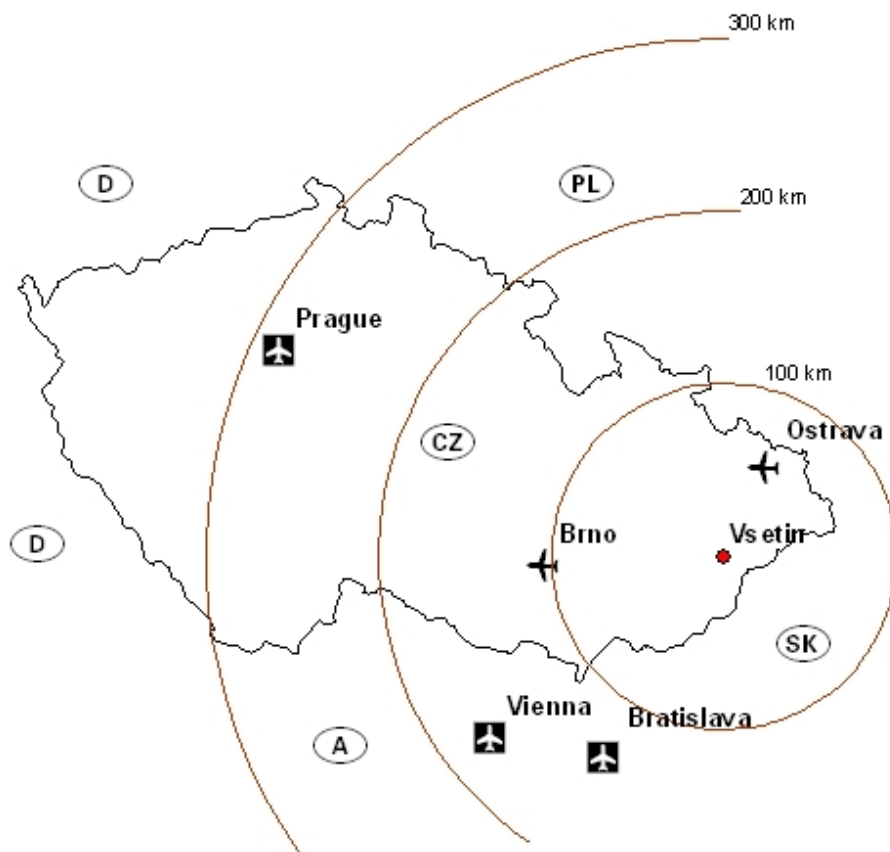 300 km
D
PL
200 km
Prague
100 km
CZ
Ostrava
D
Brno
Vsetin
SK
Vienna
Bratislava
A